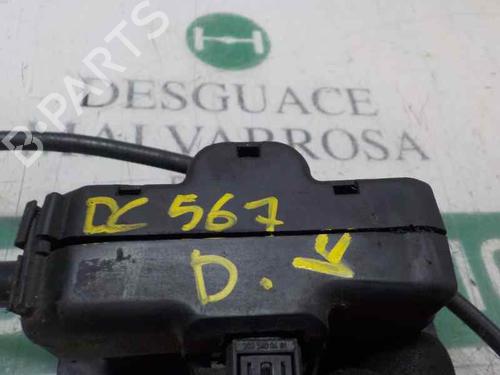 B-PARTS
DESGUACE
MALVARROSA
DC 567
D.